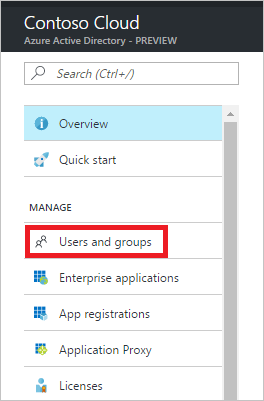 Contoso Cloud
Azure Active Directory - PREVIEW
Search (Ctrl+/)
Overview
Quick start
MANAGE
Users and groups
Enterprise applications
App registrations
Application Proxy
Licenses